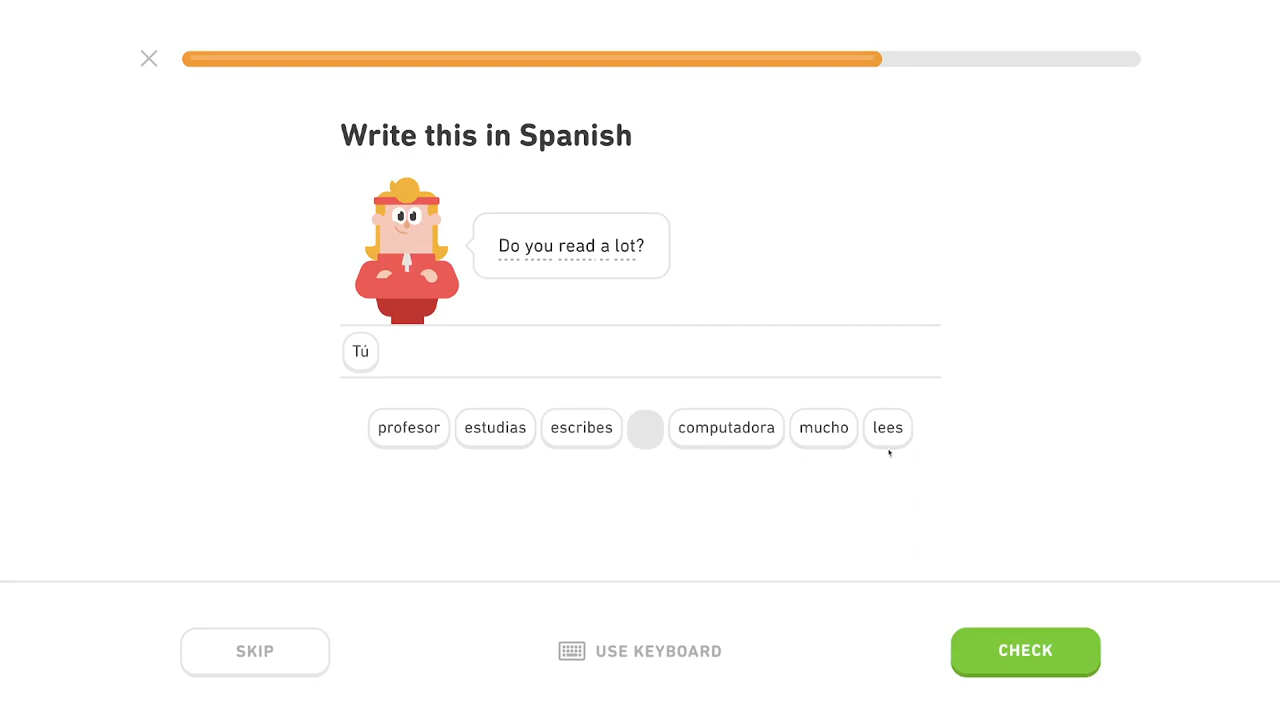 Write this in Spanish
Do you read a lot?
Tú
profesor estudias escribes computadora mucho lees
SKIP USE KEYBOARD CHECK